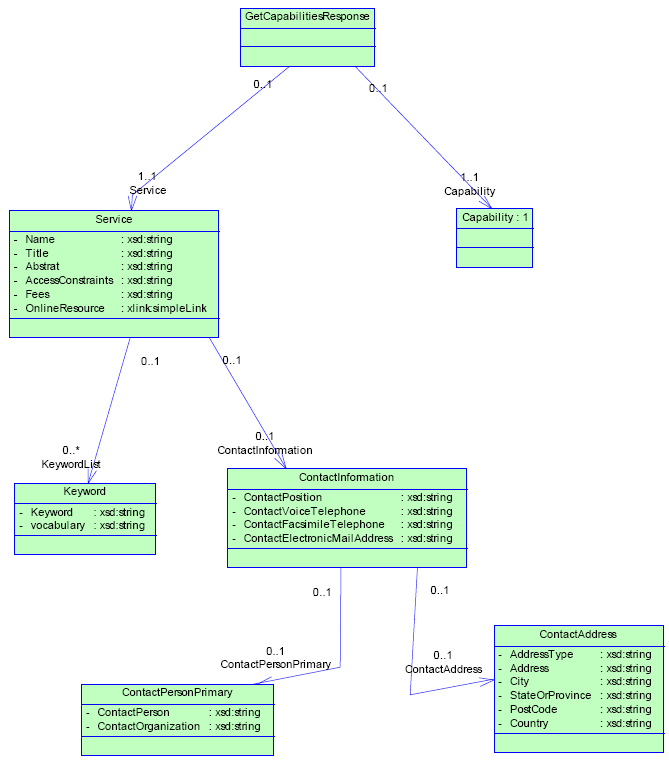 GetCapabilitiesResponse
0..1
0..1
1..1
Service
1..1
Capability
Service
- Name : xsd:string
- Title : xsd:string
- Abstrat : xsd:string
- AccessConstraints : xsd:string
- Fees : xsd:string
- OnlineResource : xlink:simpleLink
Capability : 1
0..1
0..1
0..*
KeywordList
0..1
ContactInformation
Keyword
- Keyword : xsd:string
- vocabulary : xsd:string
ContactInformation
- ContactPosition : xsd:string
- ContactVoiceTelephone : xsd:string
- ContactFacsimileTelephone : xsd:string
- ContactElectronicMailAddress : xsd:string
0..1
0..1
0..1
ContactPersonPrimary
0..1
ContactAddress
ContactPersonPrimary
- ContactPerson : xsd:string
- ContactOrganization : xsd:string
ContactAddress
- AddressType : xsd:string
- Address : xsd:string
- City : xsd:string
- StateOrProvince : xsd:string
- PostCode : xsd:string
- Country : xsd:string